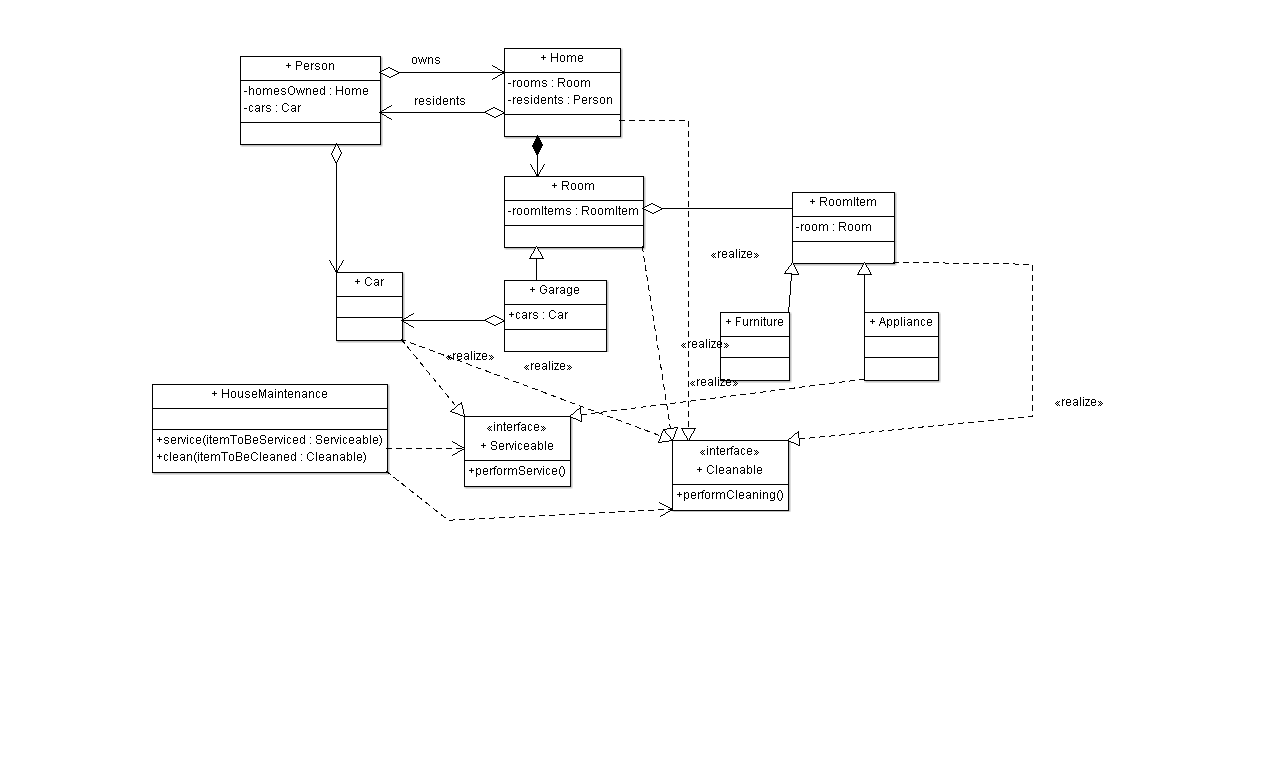 + Person
-homesOwned : Home
-cars : Car
owns
residents
+ Home
-rooms : Room
-residents : Person
+ Room
-roomItems : RoomItem
+ RoomItem
-room : Room
«realize»
+ Car
+ Garage
+cars : Car
+ Furniture
+ Appliance
«realize»
«realize»
«realize»
«realize»
«realize»
+ HouseMaintenance
+service(itemToBeServiced : Serviceable)
+clean(itemToBeCleaned : Cleanable)
«interface»
+ Serviceable
+performService()
«interface»
+ Cleanable
+performCleaning()